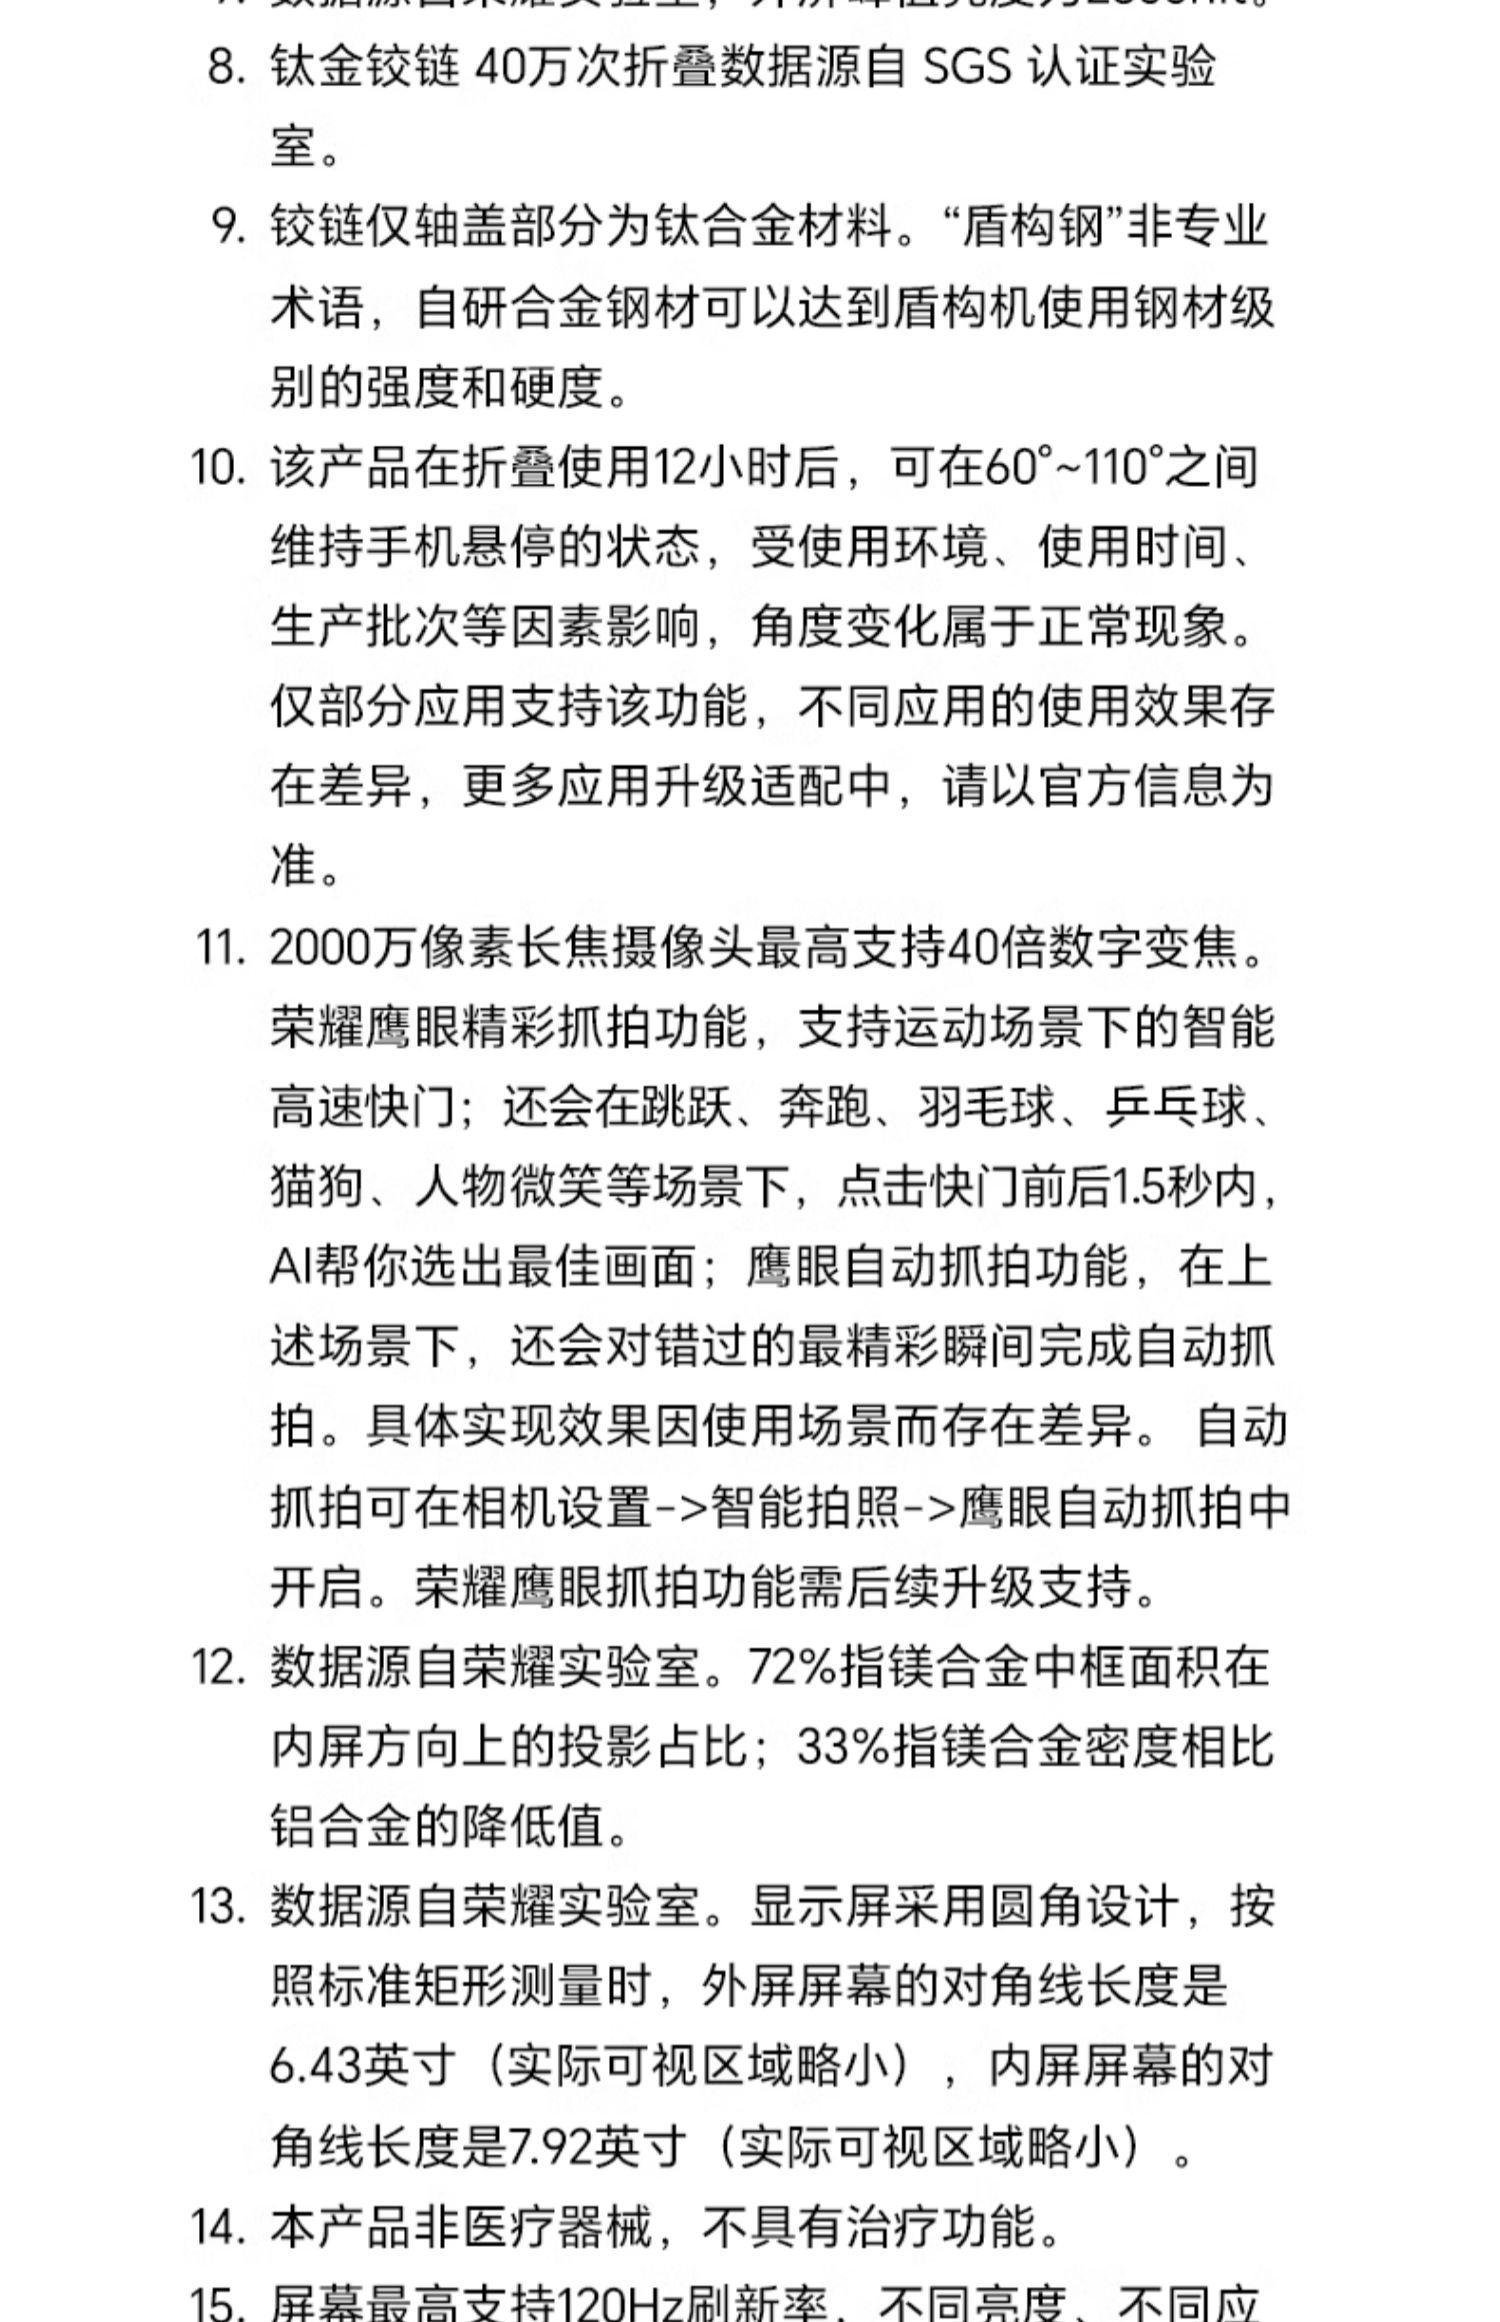 8. 钛金铰链 40万次折叠数据源自 SGS 认证实验
室。
9. 铰链仅轴盖部分为钛合金材料。“盾构钢”非专业
术语，自研合金钢材可以达到盾构机使用钢材级
别的强度和硬度。
10. 该产品在折叠使用12小时后，可在60°~110°之间
维持手机悬停的状态，受使用环境、使用时间、
生产批次等因素影响，角度变化属于正常现象。
仅部分应用支持该功能，不同应用的使用效果存
在差异，更多应用升级适配中，请以官方信息为
准。
11. 2000万像素长焦摄像头最高支持40倍数字变焦。
荣耀鹰眼精彩抓拍功能，支持运动场景下的智能
高速快门；还会在跳跃、奔跑、羽毛球、乒乓球、
猫狗、人物微笑等场景下，点击快门前后1.5秒内，
AI帮你选出最佳画面；鹰眼自动抓拍功能，在上
述场景下，还会对错过的最精彩瞬间完成自动抓
拍。具体实现效果因使用场景而存在差异。 自动
抓拍可在相机设置->智能拍照->鹰眼自动抓拍中
开启。荣耀鹰眼抓拍功能需后续升级支持。
12. 数据源自荣耀实验室。72%指镁合金中框面积在
内屏方向上的投影占比；33%指镁合金密度相比
铝合金的降低值。
13. 数据源自荣耀实验室。显示屏采用圆角设计，按
照标准矩形测量时，外屏屏幕的对角线长度是
6.43英寸（实际可视区域略小），内屏屏幕的对
角线长度是7.92英寸（实际可视区域略小）。
14. 本产品非医疗器械，不具有治疗功能。
15. 屏幕最高支持120Hz刷新率，不同亮度、不同应